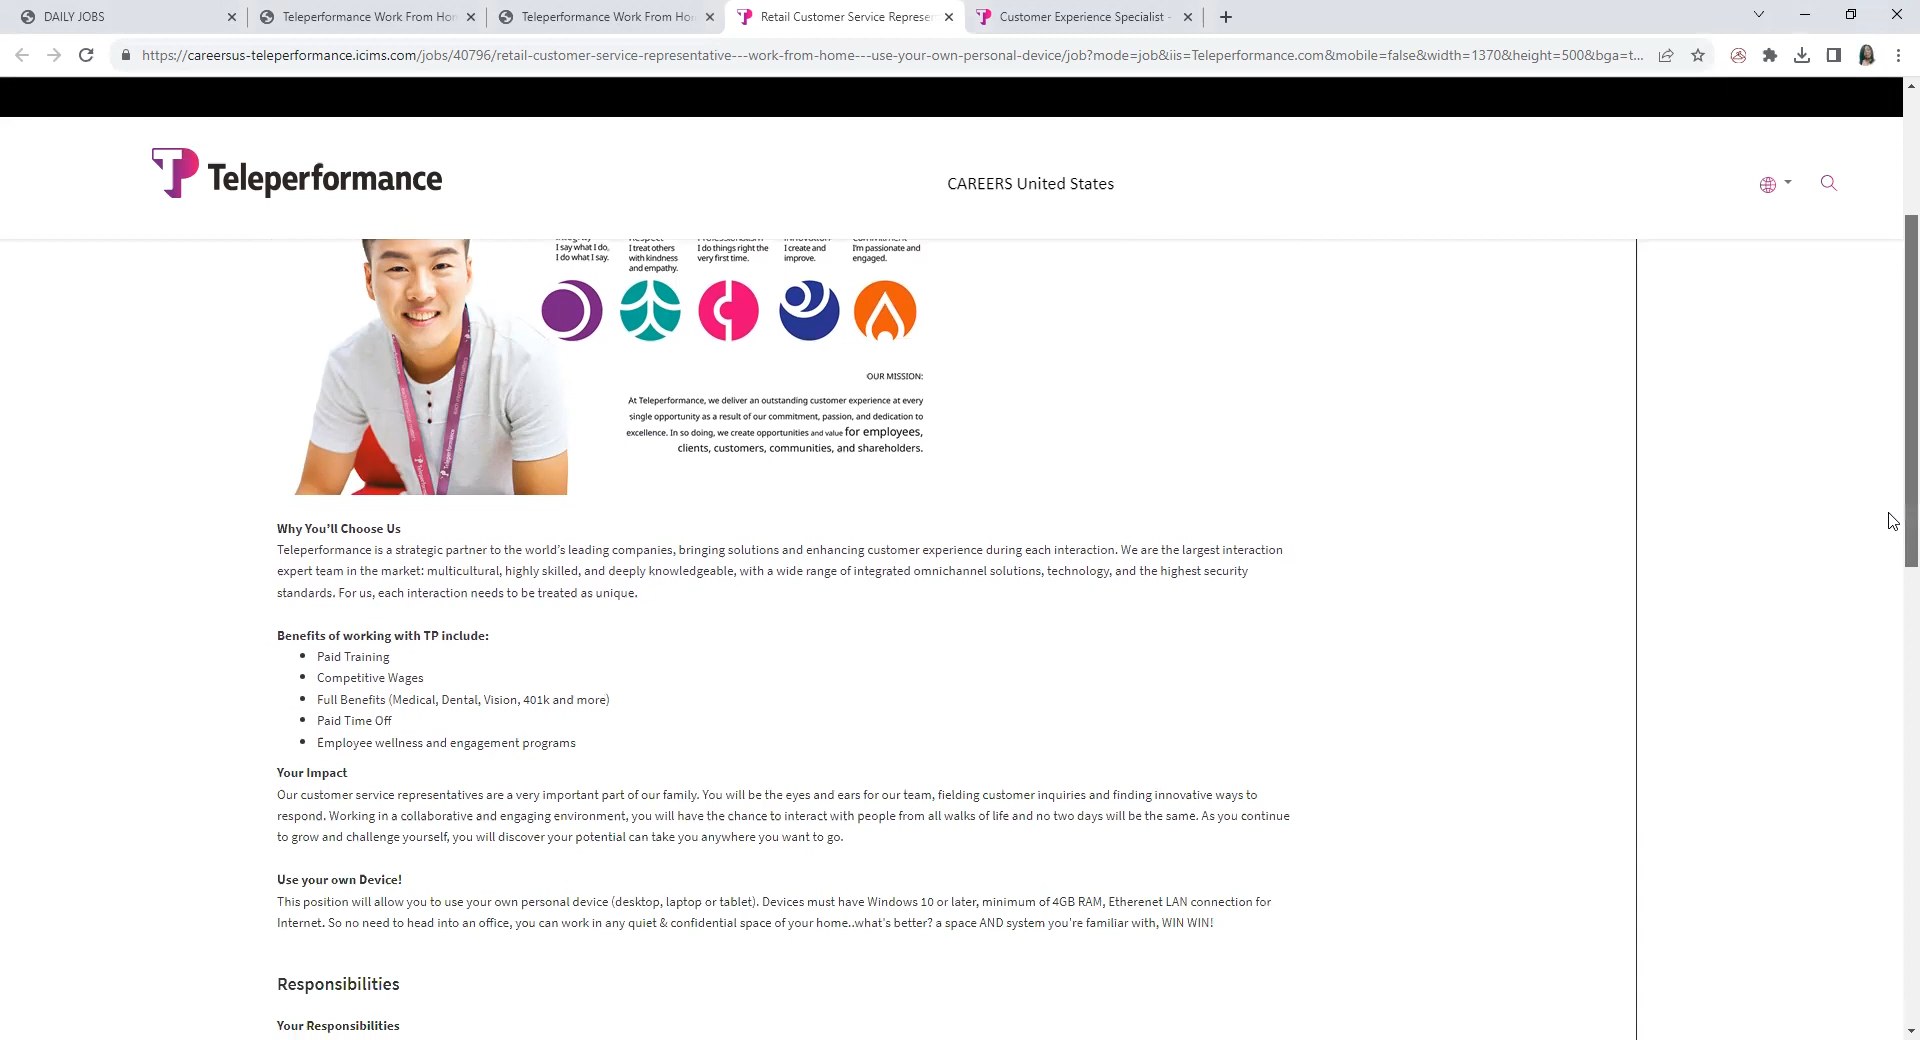 DAILY JOBS
Teleperformance Work From Ho
Teleperformance Work From Ho
Retail Customer Service Represe
Customer Experience Specialist -
https://careersus-teleperformance.icims.com/jobs/40796/retail-customer-service-representative---work-from-home---use-your-own-personal-device/job?mode=job&iis=Teleperformance.com&mobile=false&width=1370&height=500&bga=t...
Teleperformance
CAREERS United States
I say what I do, I treat others I do things right the I create and I'm passionate and
I do what I say. with kindness very first time. improve. engaged.
and empathy.
OUR MISSION:
At Teleperformance, we deliver an outstanding customer experience at every
single opportunity as a result of our commitment, passion, and dedication to
excellence. In so doing, we create opportunities and value for employees,
clients, customers, communities, and shareholders.
Why You'll Choose Us
Teleperformance is a strategic partner to the world's leading companies, bringing solutions and enhancing customer experience during each interaction. We are the largest interaction
expert team in the market: multicultural, highly skilled, and deeply knowledgeable, with a wide range of integrated omnichannel solutions, technology, and the highest security
standards. For us, each interaction needs to be treated as unique.
Benefits of working with TP include:
• Paid Training
• Competitive Wages
• Full Benefits (Medical, Dental, Vision, 401k and more)
• Paid Time Off
• Employee wellness and engagement programs
Your Impact
Our customer service representatives are a very important part of our family. You will be the eyes and ears for our team, fielding customer inquiries and finding innovative ways to
respond. Working in a collaborative and engaging environment, you will have the chance to interact with people from all walks of life and no two days will be the same. As you continue
to grow and challenge yourself, you will discover your potential can take you anywhere you want to go.
Use your own Device!
This position will allow you to use your own personal device (desktop, laptop or tablet). Devices must have Windows 10 or later, minimum of 4GB RAM, Etherenet LAN connection for
Internet. So no need to head into an office, you can work in any quiet & confidential space of your home..what's better? a space AND system you're familiar with, WIN WIN!
Responsibilities
Your Responsibilities